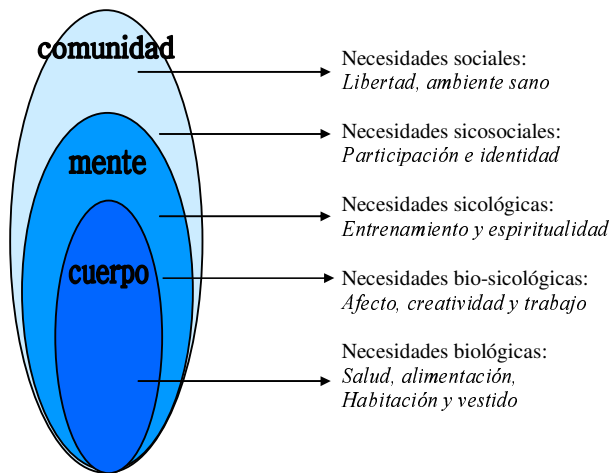 comunidad
Necesidades sociales:
Libertad, ambiente sano
Necesidades sicosociales:
Participación e identidad
mente
Necesidades sicológicas:
Entrenamiento y espiritualidad
cuerpo
Necesidades bio-sicológicas:
Afecto, creatividad y trabajo
Necesidades biológicas:
Salud, alimentación,
Habitación y vestido